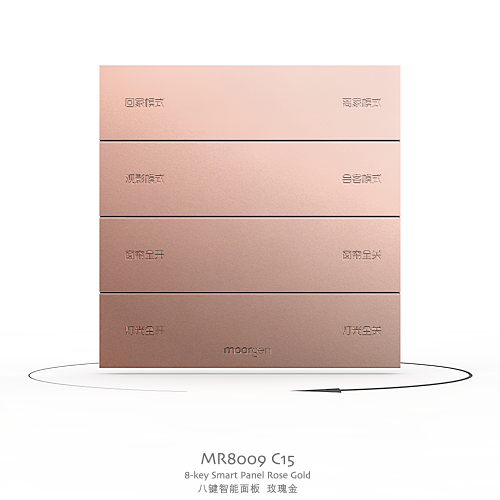 回家模式 离家模式
观影模式 会客模式
窗帘全开 窗帘全关
灯光全开 灯光全关
moorgen
MR8009 C15
8-key Smart Panel Rose Gold
八键智能面板 玫瑰金